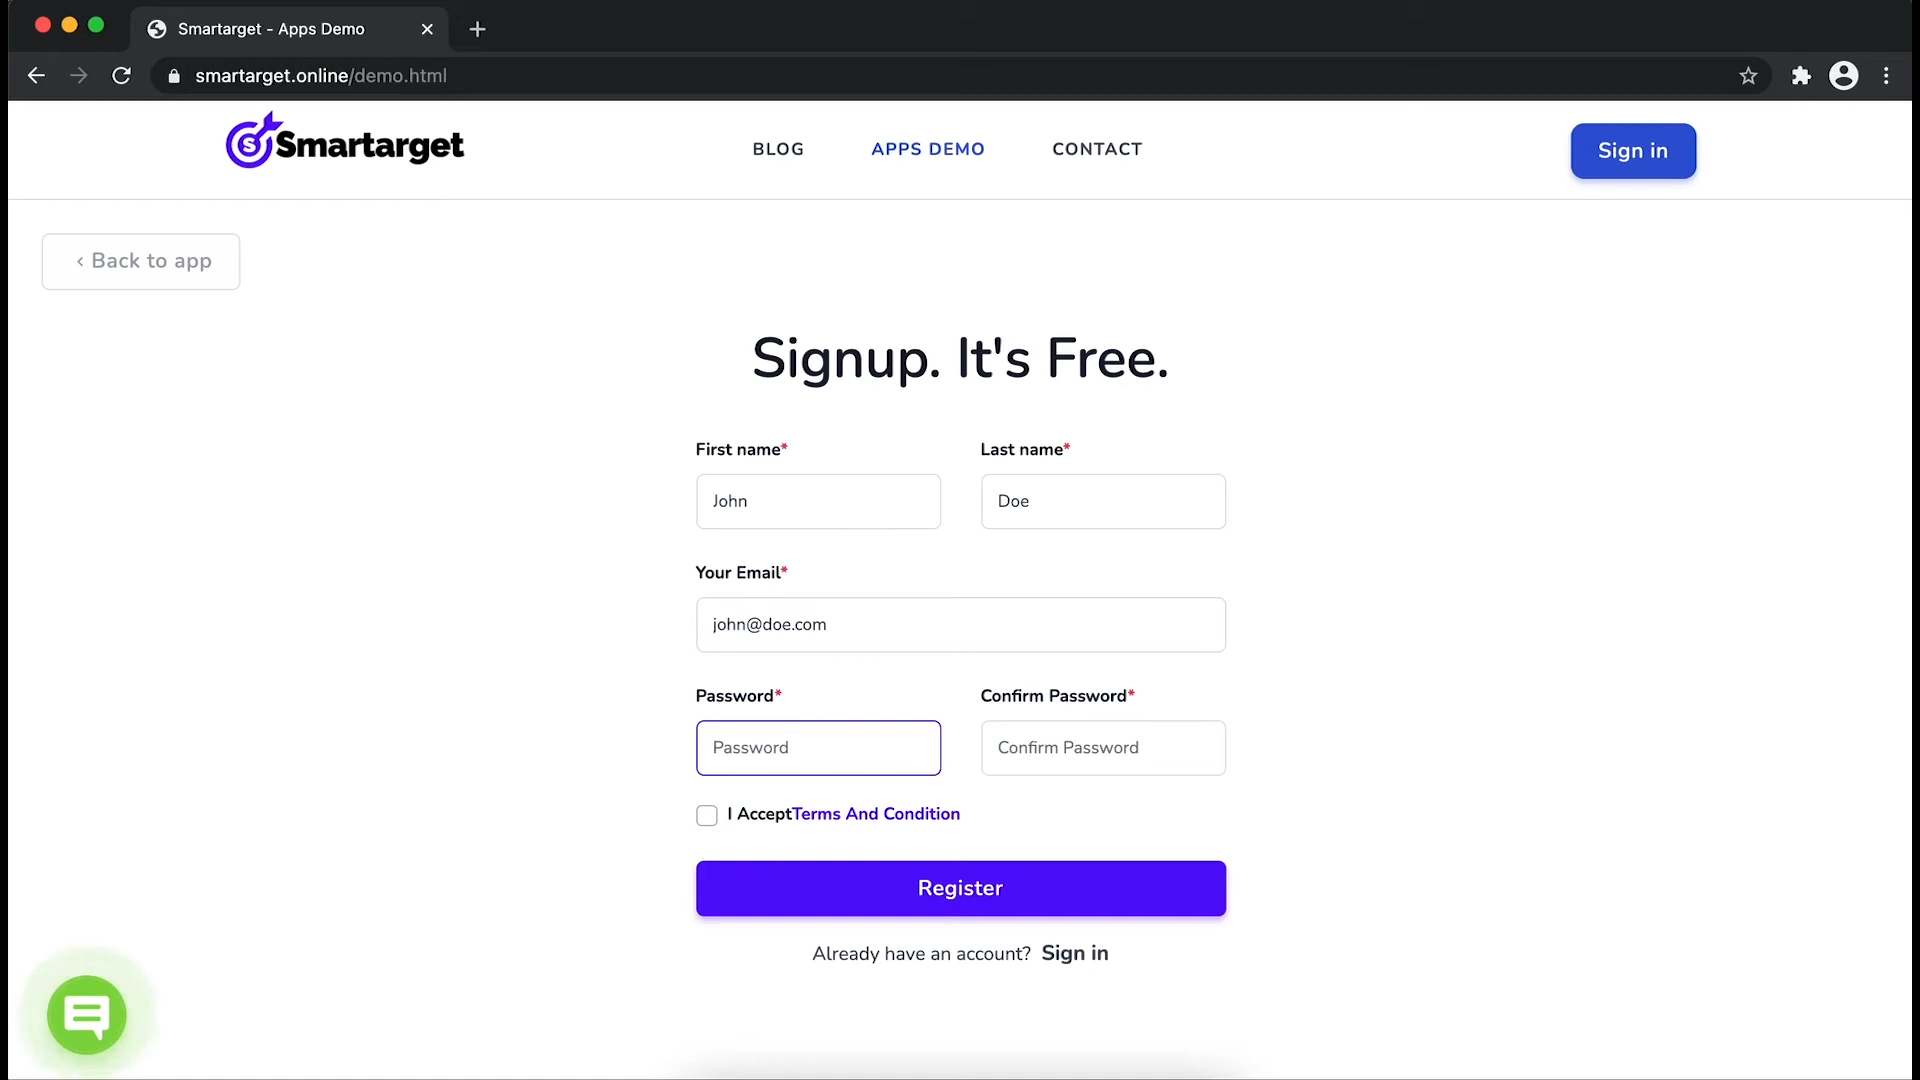 Smartarget - Apps Demo
smartarget.online/demo.html
Smartarget
BLOG
APPS DEMO
CONTACT
Sign in
‹ Back to app
Signup. It's Free.
First name*
Last name*
John
Doe
Your Email*
john@doe.com
Password*
Confirm Password*
Password
Confirm Password
I AcceptTerms And Condition
Register
Already have an account? Sign in